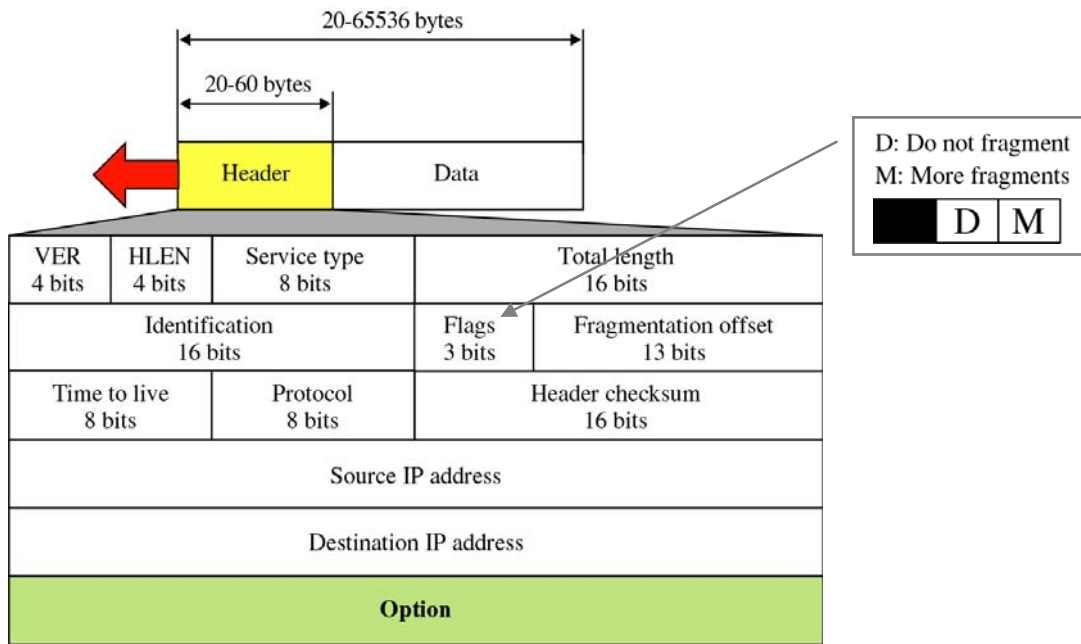 20-65536 bytes
20-60 bytes
Header
Data
D: Do not fragment
M: More fragments
D M
VER
4 bits
HLEN
4 bits
Service type
8 bits
Total length
16 bits
Identification
16 bits
Flags
3 bits
Fragmentation offset
13 bits
Time to live
8 bits
Protocol
8 bits
Header checksum
16 bits
Source IP address
Destination IP address
Option